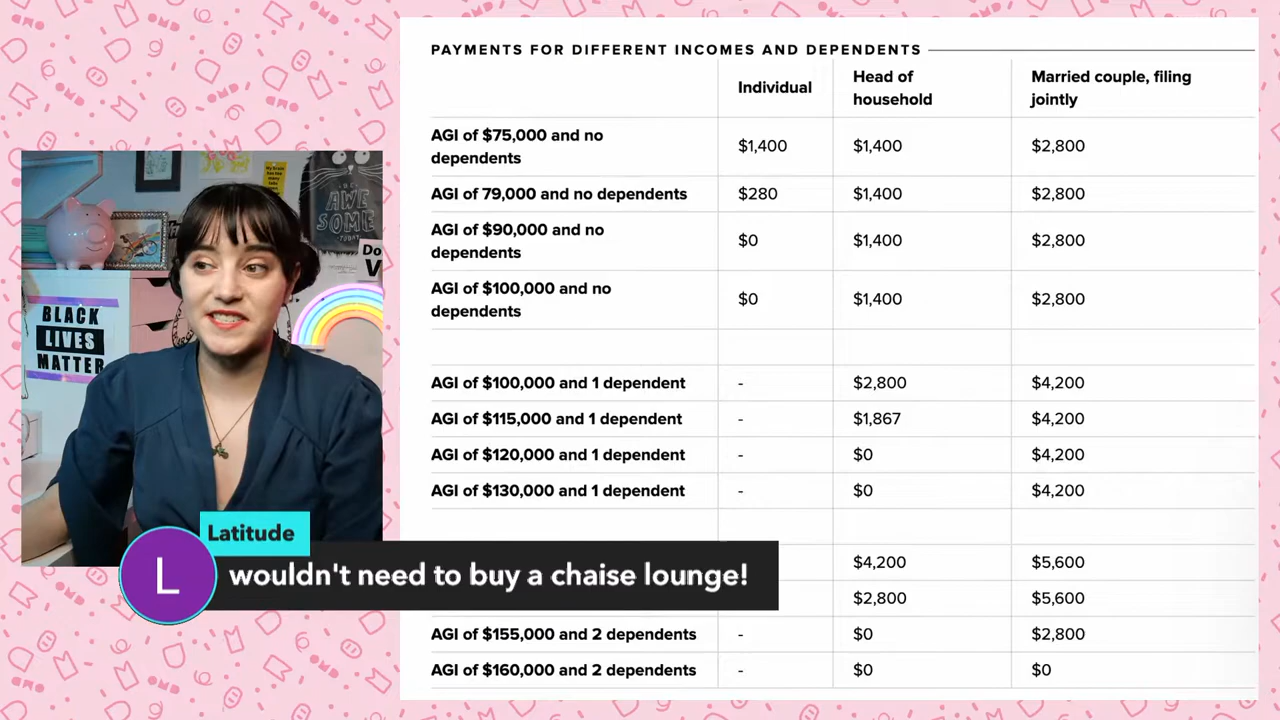 PAYMENTS FOR DIFFERENT INCOMES AND DEPENDENTS
Individual
Head of
household
Married couple, filing
jointly
AGI of $75,000 and no
dependents
$1,400
$1,400
$2,800
AGI of 79,000 and no dependents
$280
$1,400
$2,800
AGI of $90,000 and no
dependents
$0
$1,400
$2,800
AGI of $100,000 and no
dependents
$0
$1,400
$2,800
AGI of $100,000 and 1 dependent
-
$2,800
$4,200
AGI of $115,000 and 1 dependent
-
$1,867
$4,200
AGI of $120,000 and 1 dependent
-
$0
$4,200
AGI of $130,000 and 1 dependent
-
$0
$4,200
$4,200
$5,600
$2,800
$5,600
AGI of $155,000 and 2 dependents
-
$0
$2,800
AGI of $160,000 and 2 dependents
-
$0
$0
AWE
SOME
TODAY
Do
V
BLACK
LIVES
MATTER
Latitude
L
wouldn't need to buy a chaise lounge!